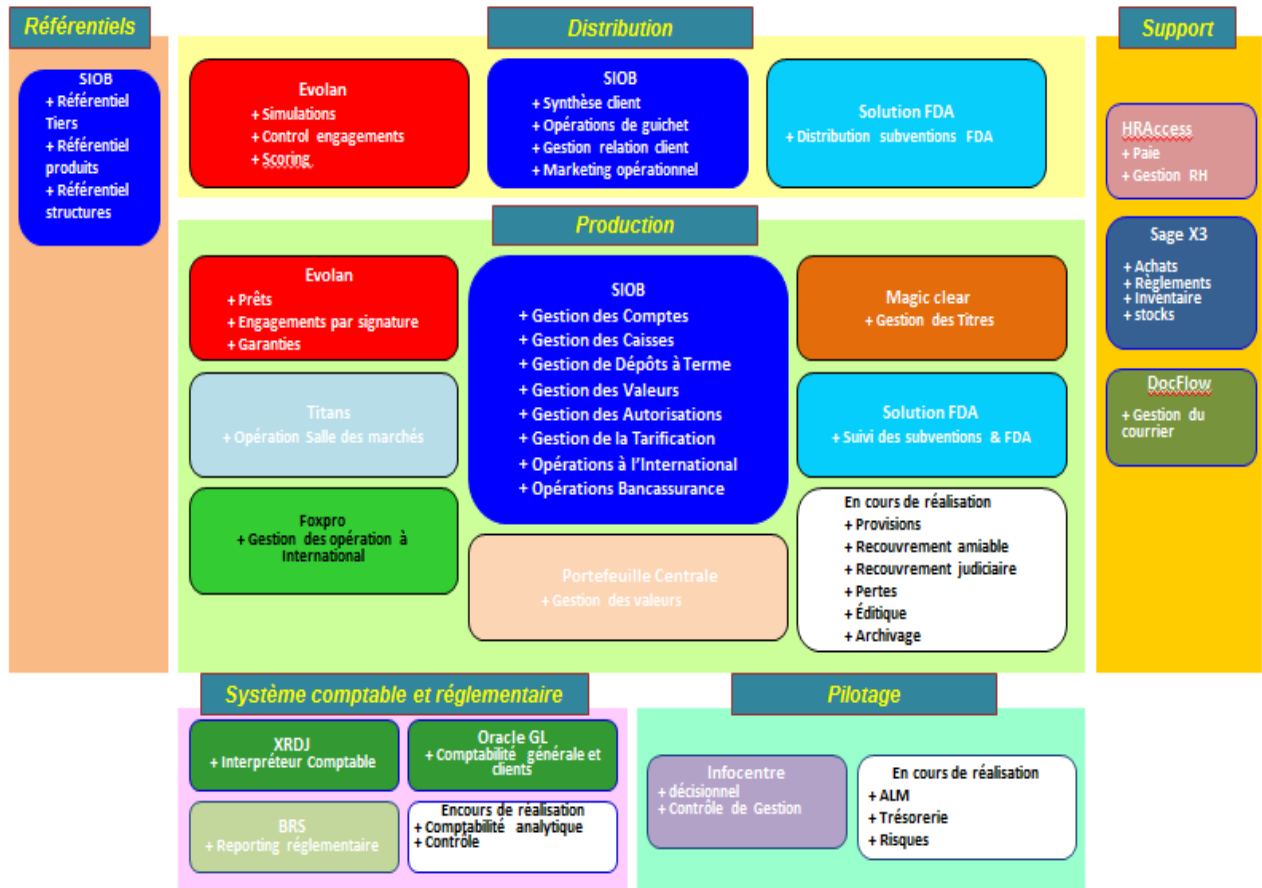 Référentiels
SIOB
+ Référentiel
Tiers
+ Référentiel
produits
+ Référentiel
structures
Distribution
Evolan
+ Simulations
+ Control engagements
+ Scoring
SIOB
+ Synthèse client
+ Opérations de guichet
+ Gestion relation client
+ Marketing opérationnel
Solution FDA
+ Distribution subventions FDA
Production
Evolan
+ Prêts
+ Engagements par signature
+ Garanties
SIOB
+ Gestion des Comptes
+ Gestion des Caisses
+ Gestion de Dépôts à Terme
+ Gestion des Valeurs
+ Gestion des Autorisations
+ Gestion de la Tarification
+ Opérations à l'International
+ Opérations Bancassurance
Magic clear
+ Gestion des Titres
Titans
+ Opération Salle des marchés
Solution FDA
+ Suivi des subventions & FDA
Foxpro
+ Gestion des opération à
International
Portefeuille Centrale
+ Gestion des valeurs
En cours de réalisation
+ Provisions
+ Recouvrement amiable
+ Recouvrement judiciaire
+ Pertes
+ Éditique
+ Archivage
Support
HRAccess
+ Paie
+ Gestion RH
Sage X3
+ Achats
+ Règlements
+ Inventaire
+ stocks
DocFlow
+ Gestion du
courrier
Système comptable et réglementaire
XRDJ
+ Interpréteur Comptable
Oracle GL
+ Comptabilité générale et
clients
BRS
+ Reporting réglementaire
Encours de réalisation
+ Comptabilité analytique
+ Contrôle
Pilotage
Infocentre
+ décisionnel
+ Contrôle de Gestion
En cours de réalisation
+ ALM
+ Trésorerie
+ Risques